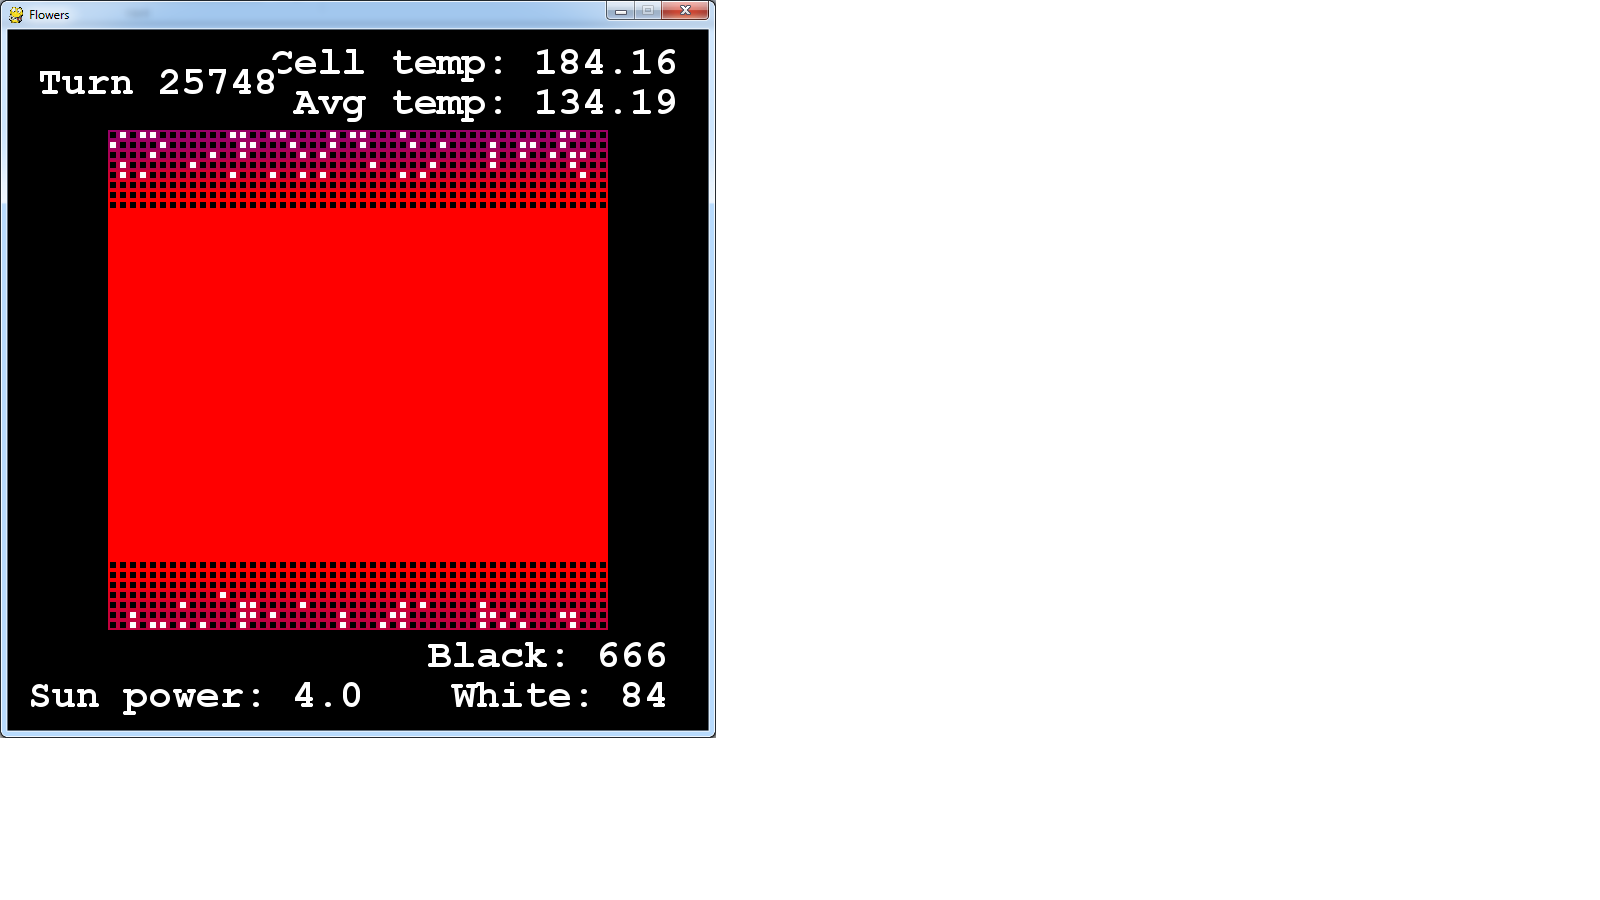 Flowers
Turn 25748
Cell temp: 184.16
Avg temp: 134.19
Black: 666
Sun power: 4.0
White: 84